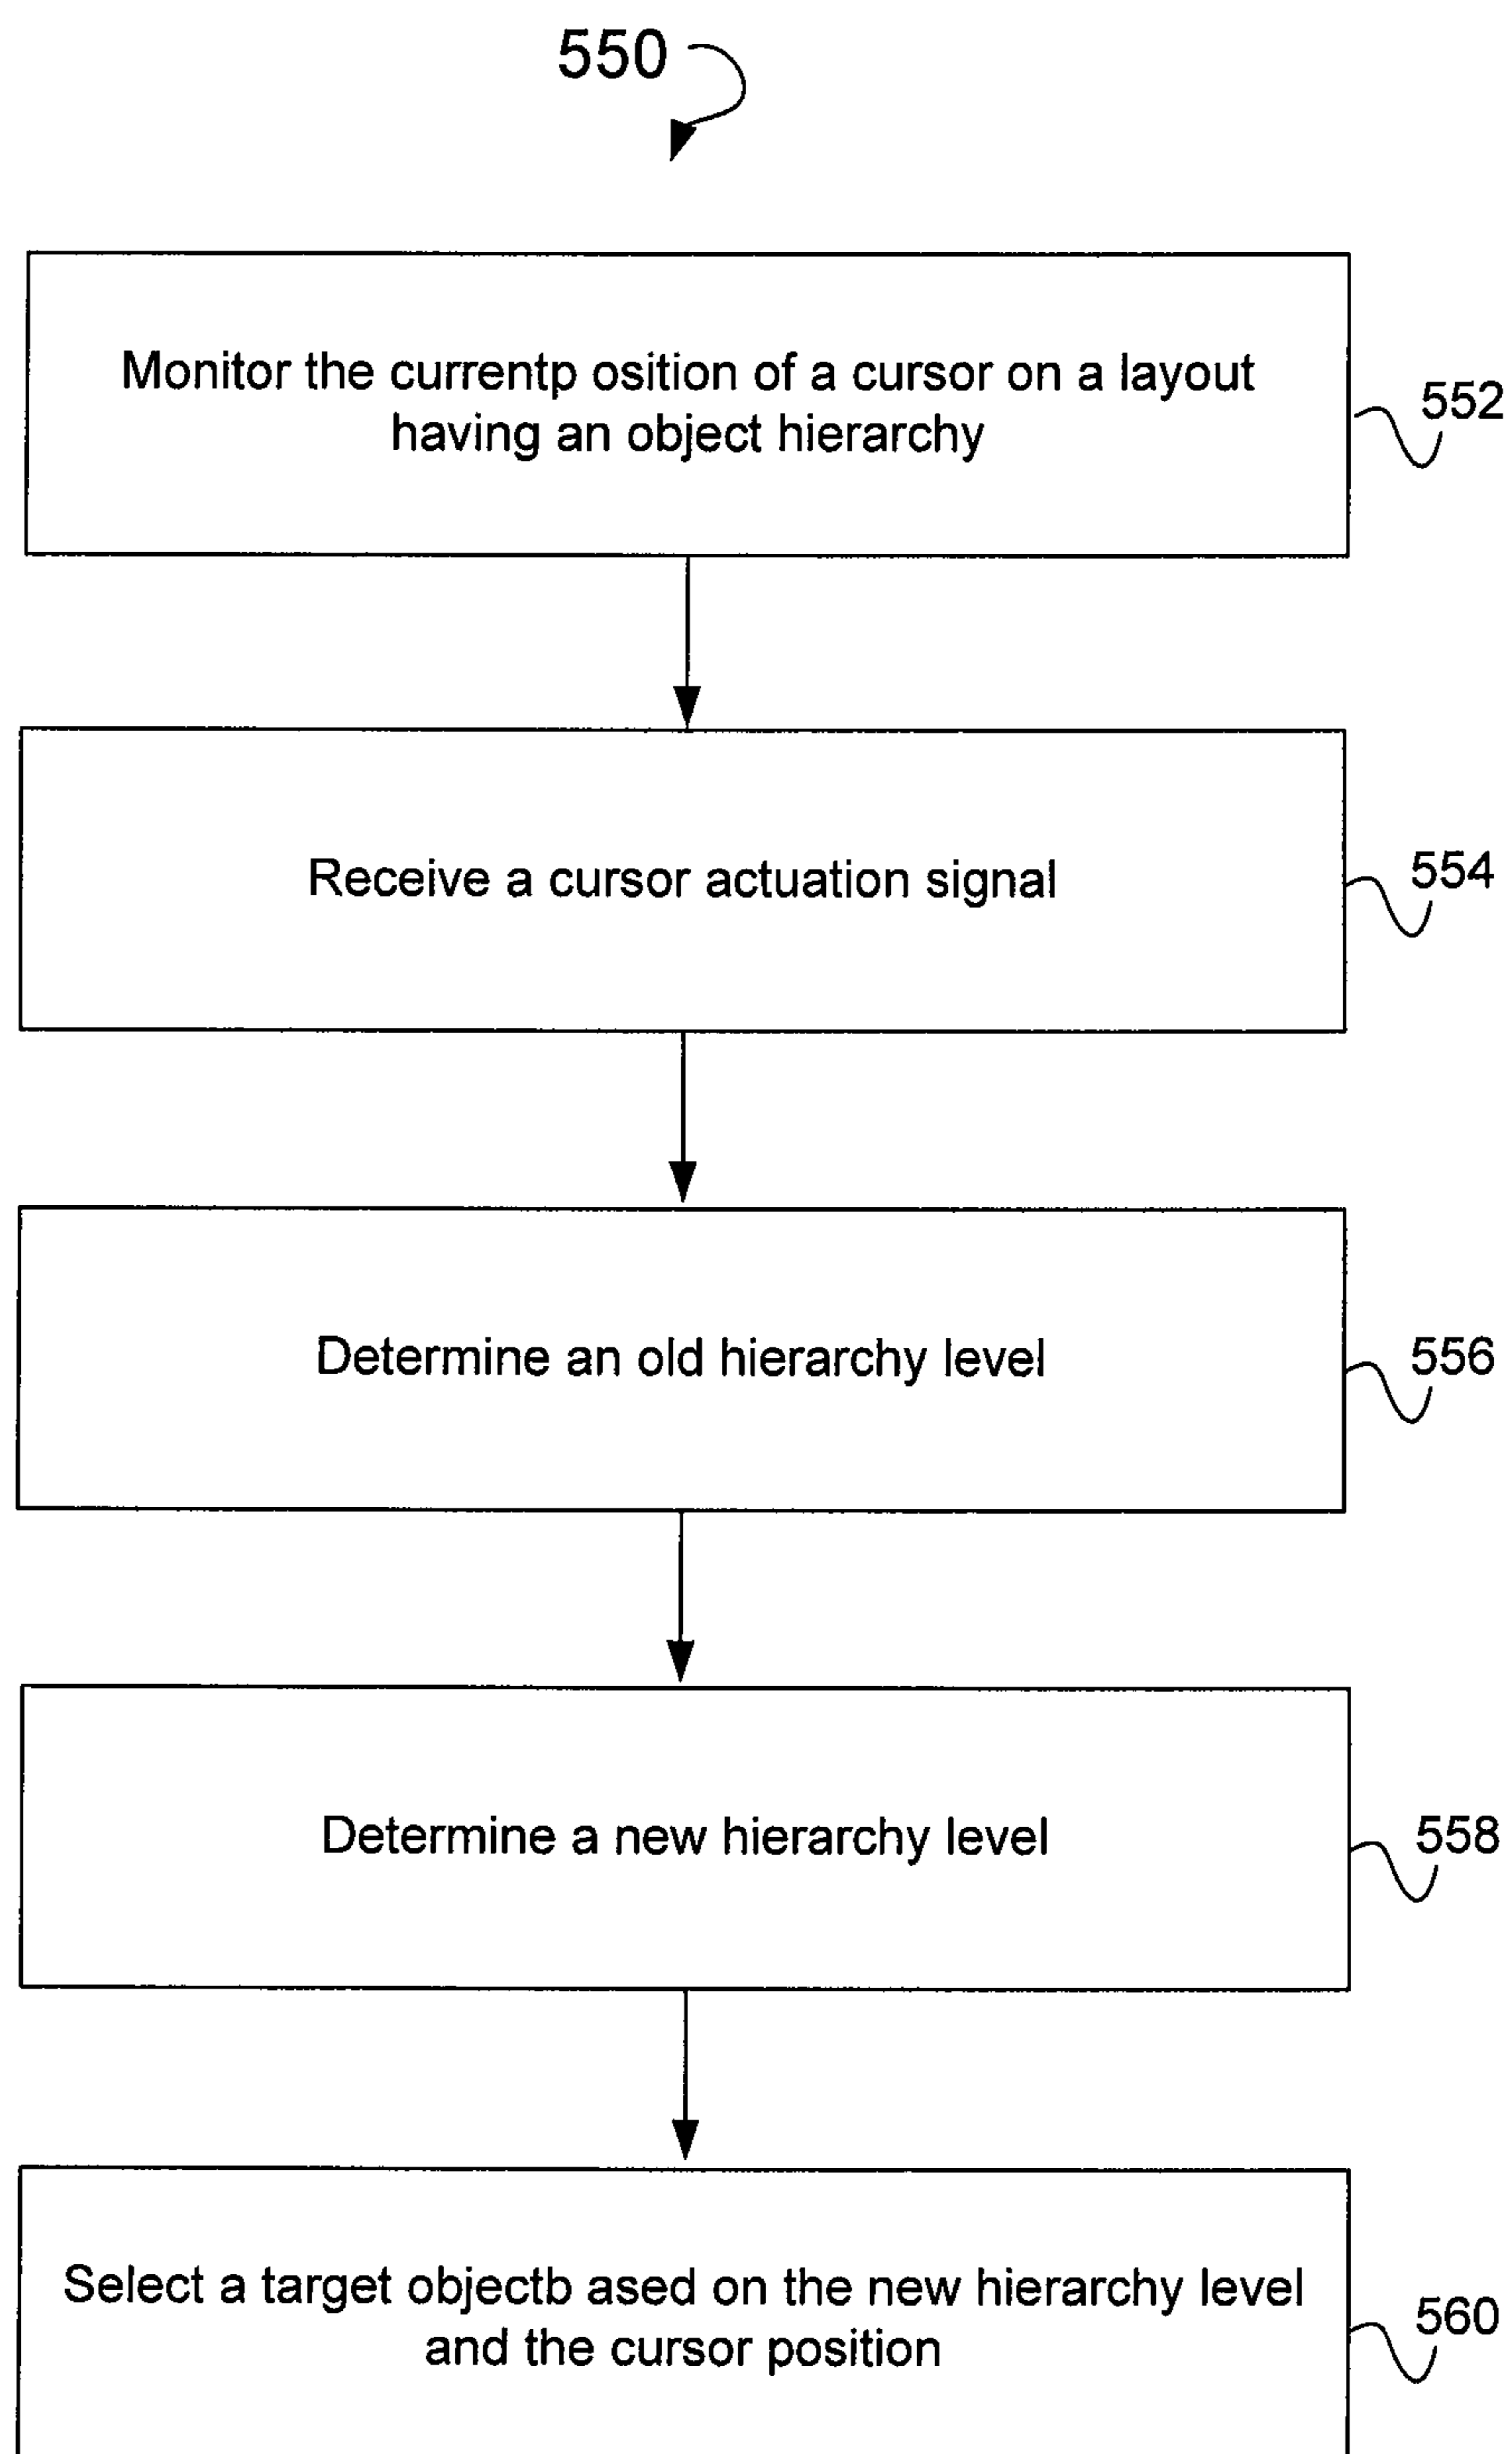 550
Monitor the currentp osition of a cursor on a layout
having an object hierarchy
552
Receive a cursor actuation signal
554
Determine an old hierarchy level
556
Determine a new hierarchy level
558
Select a target objectb ased on the new hierarchy level
and the cursor position
560